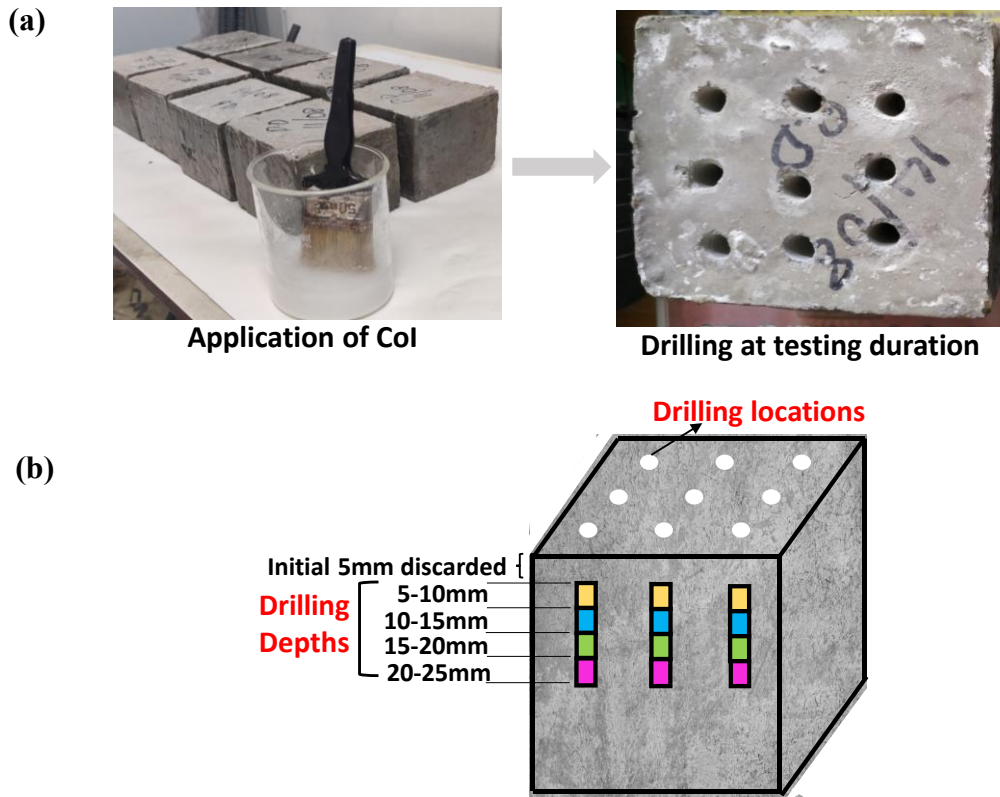 (a)
Application of CoI
Drilling at testing duration
(b)
Drilling locations
Initial 5mm discarded
Drilling
Depths
5-10mm
10-15mm
15-20mm
20-25mm